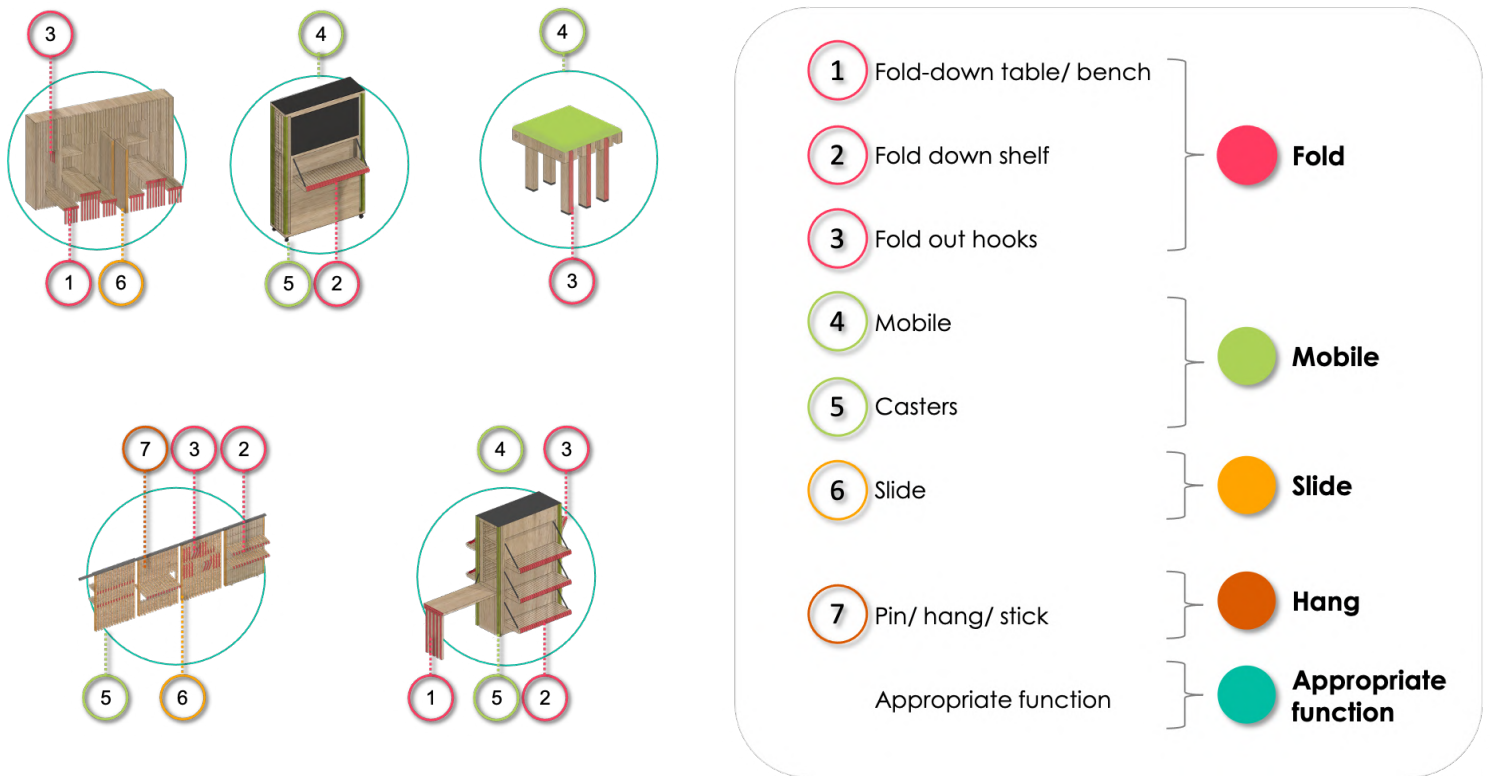 3
4
4
1
6
5
2
3
7
3
2
4
3
5
6
1
5
2
1 Fold-down table/ bench
2 Fold down shelf
3 Fold out hooks
Fold
4 Mobile
5 Casters
Mobile
6 Slide
Slide
7 Pin/ hang/ stick
Hang
Appropriate function
Appropriate
function